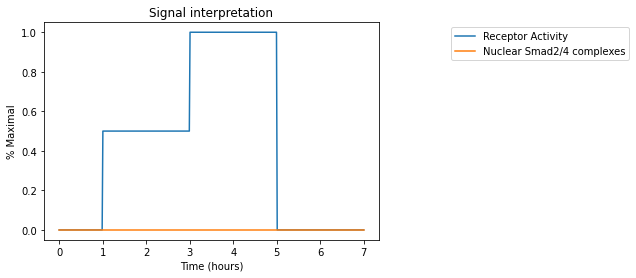 Signal interpretation
Receptor Activity
Nuclear Smad2/4 complexes
% Maximal
1.0
0.8
0.6
0.4
0.2
0.0
0 1 2 3 4 5 6 7
Time (hours)